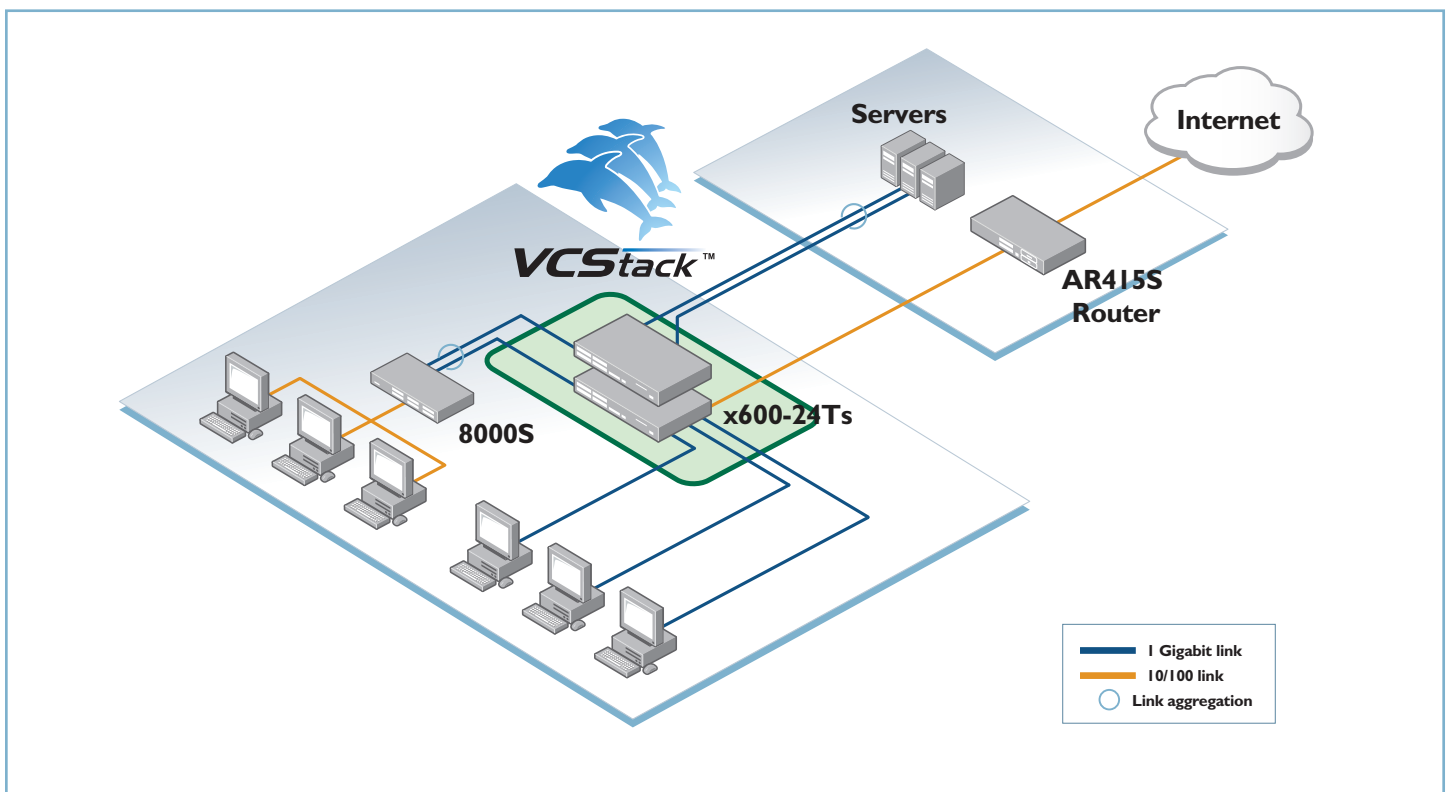 Servers
Internet
VCStack™
AR415S
Router
x600-24Ts
8000S
1 Gigabit link
10/100 link
Link aggregation